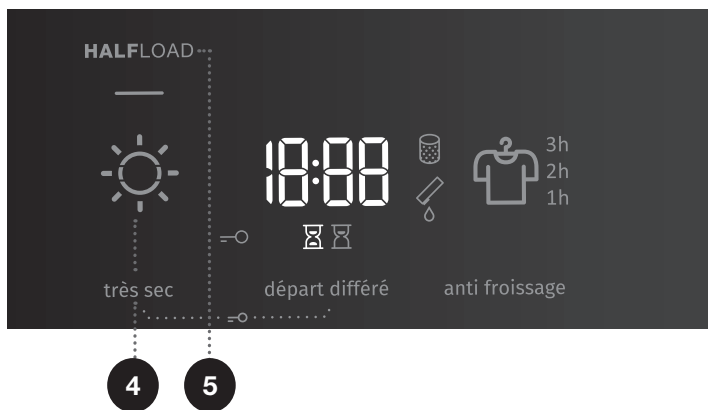 HALFLOAD
18:88
3h
2h
1h
très sec
départ différé
anti froissage
4
5